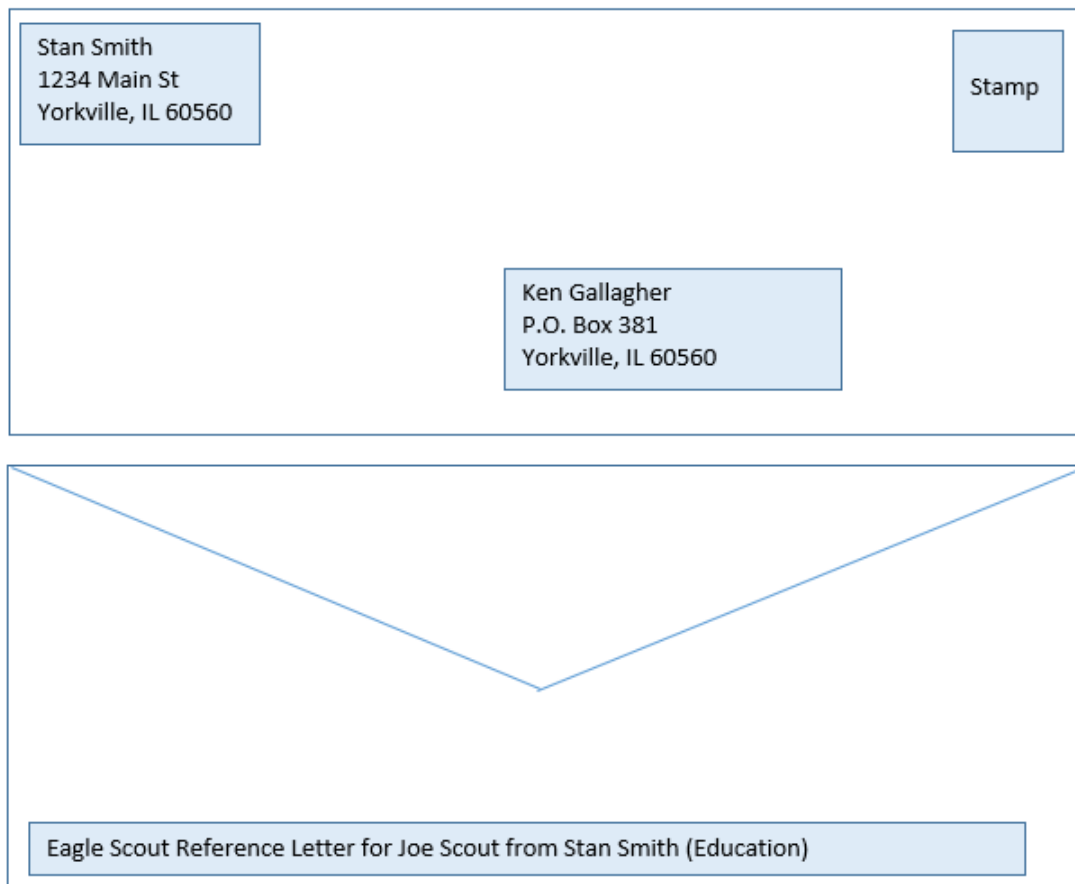 Stan Smith
1234 Main St
Yorkville, IL 60560
Stamp
Ken Gallagher
P.O. Box 381
Yorkville, IL 60560
Eagle Scout Reference Letter for Joe Scout from Stan Smith (Education)